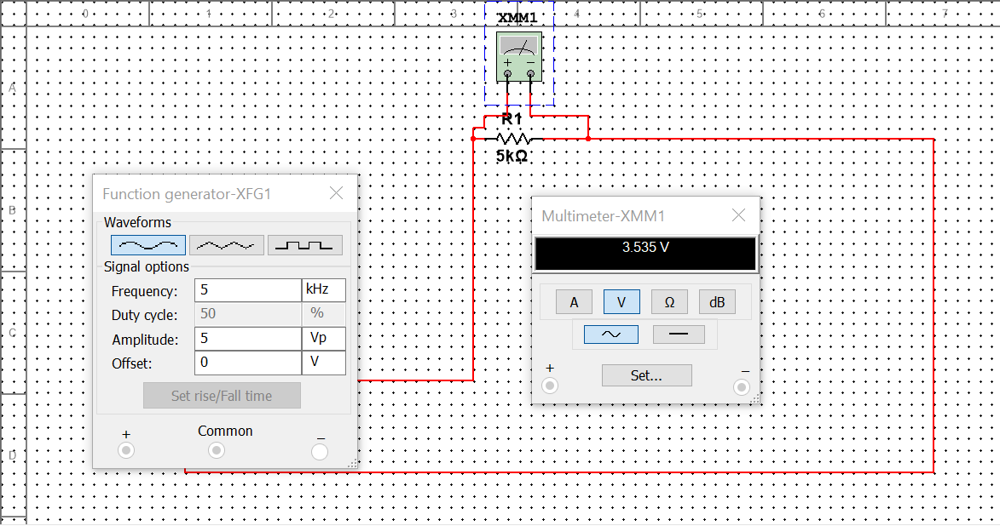 0 1 2 3 4 5 6 7
XMM1
+ −
A
R1
5kΩ
Function generator-XFG1
B
Waveforms
Multimeter-XMM1
3.535 V
Signal options
Frequency: 5 kHz
A V Ω dB
Duty cycle: 50 %
C
Amplitude: 5 Vp
Offset: 0 V
+ −
Set...
Set rise/Fall time
Common
+ −
D